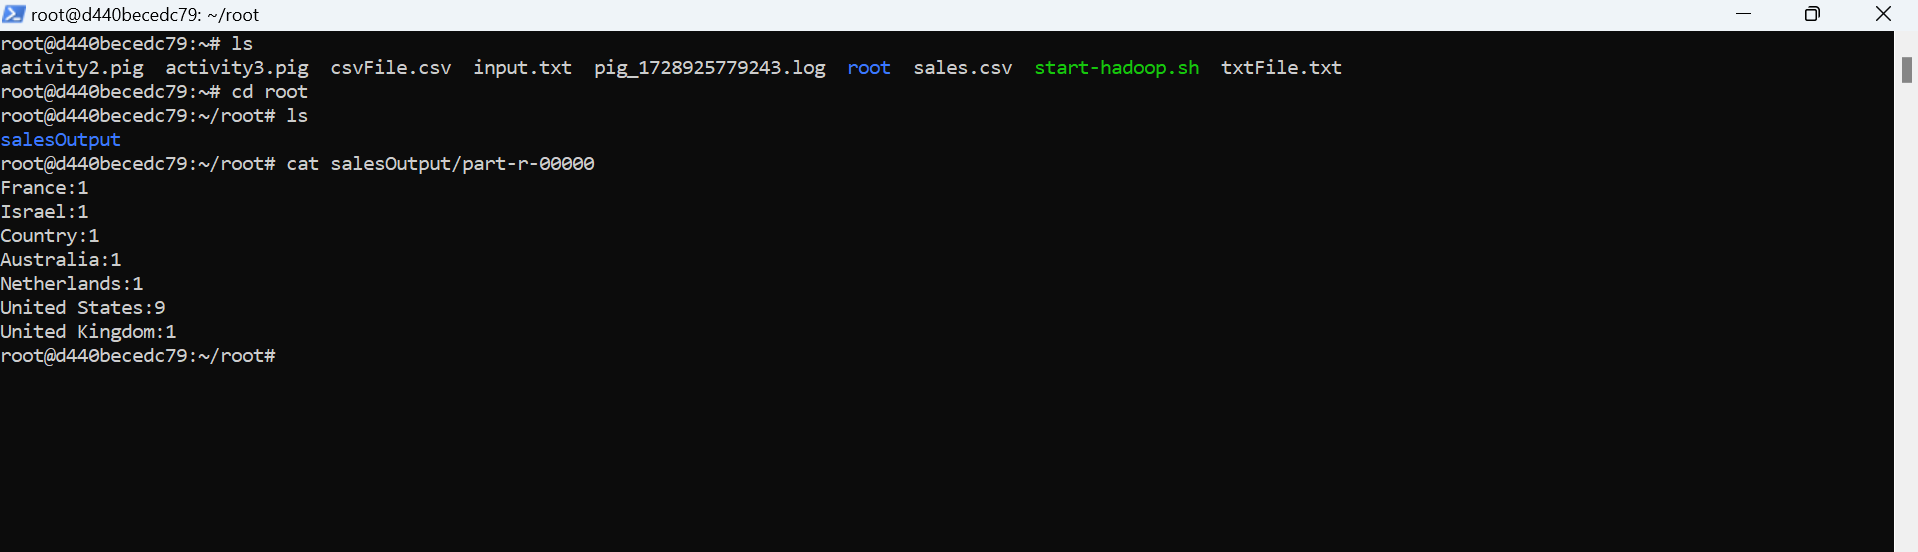 root@d440becedc79: ~/root
root@d440becedc79:~# ls
activity2.pig  activity3.pig  csvFile.csv  input.txt  pig_1728925779243.log  root  sales.csv  start-hadoop.sh  txtFile.txt
root@d440becedc79:~# cd root
root@d440becedc79:~/root# ls
salesOutput
root@d440becedc79:~/root# cat salesOutput/part-r-00000
France:1
Israel:1
Country:1
Australia:1
Netherlands:1
United States:9
United Kingdom:1
root@d440becedc79:~/root#